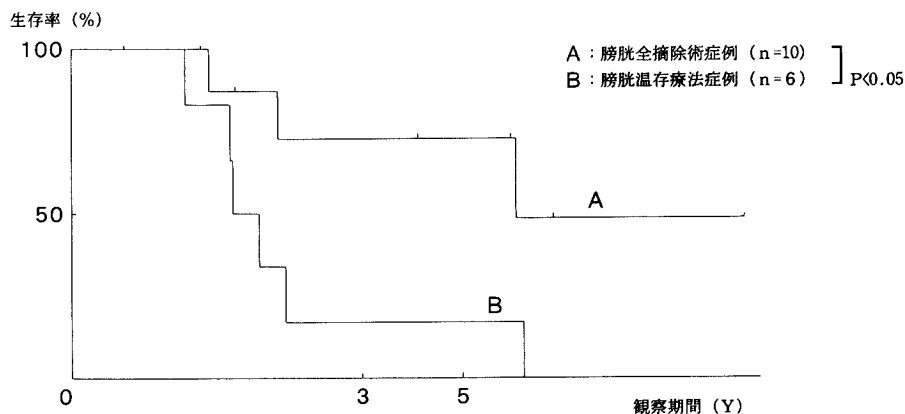 生存率 (%)
100
A：膀胱全摘除術症例 (n=10)
B：膀胱温存療法症例 (n=6)
P<0.05
50
A
B
0
3
5
観察期間 (Y)